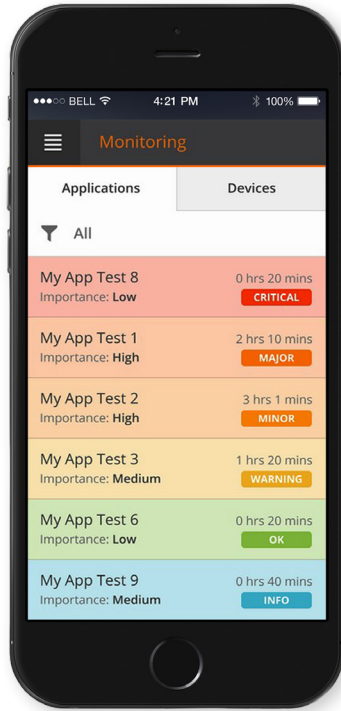 BELL 4:21 PM 100%
Monitoring
Applications Devices
All
My App Test 8 0 hrs 20 mins
Importance: Low CRITICAL
My App Test 1 2 hrs 10 mins
Importance: High MAJOR
My App Test 2 3 hrs 1 mins
Importance: High MINOR
My App Test 3 1 hrs 20 mins
Importance: Medium WARNING
My App Test 6 0 hrs 20 mins
Importance: Low OK
My App Test 9 0 hrs 40 mins
Importance: Medium INFO